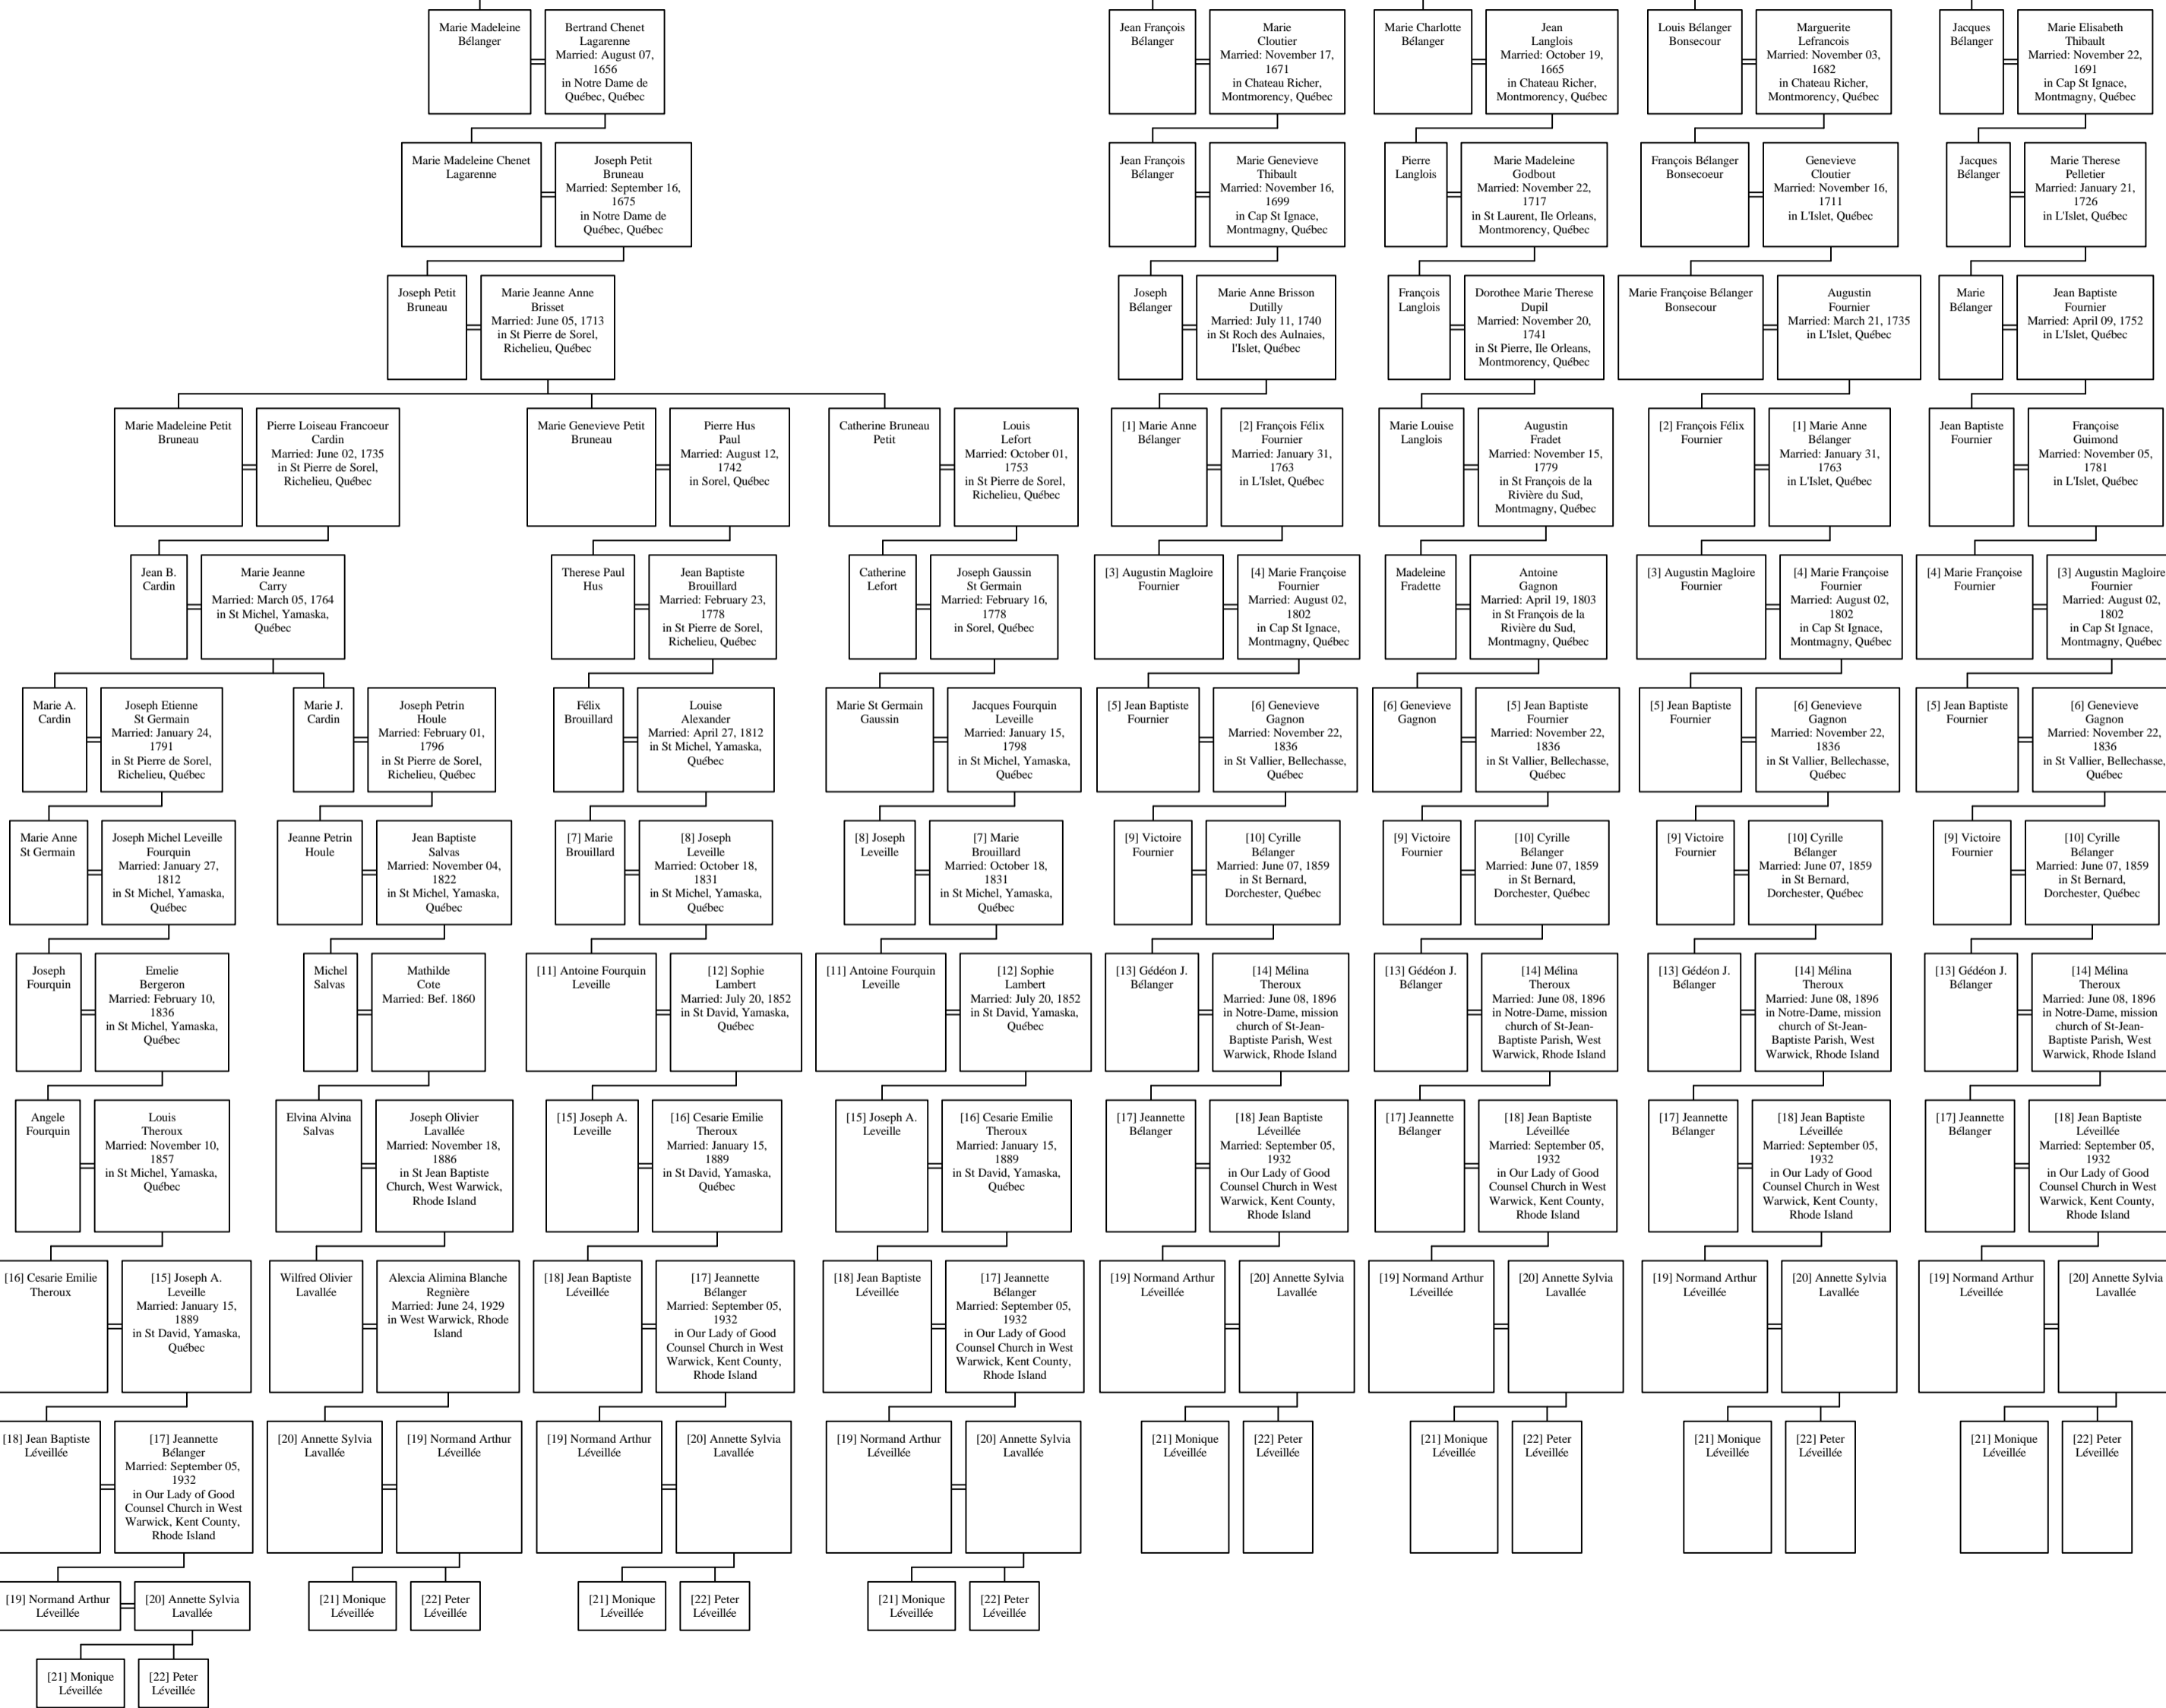 Marie Madeleine
Bélanger
Bertrand Chenet
Lagarenne
Married: August 07,
1656
in Notre Dame de
Québec, Québec
Jean François
Bélanger
Marie
Cloutier
Married: November 17,
1671
in Chateau Richer,
Montmorency, Québec
Marie Charlotte
Bélanger
Jean
Langlois
Married: October 19,
1665
in Chateau Richer,
Montmorency, Québec
Louis Bélanger
Bonsecour
Marguerite
Lefrancois
Married: November 03,
1682
in Chateau Richer,
Montmorency, Québec
Jacques
Bélanger
Marie Elisabeth
Thibault
Married: November 22,
1691
in Cap St Ignace,
Montmagny, Québec
Marie Madeleine Chenet
Lagarenne
Joseph Petit
Bruneau
Married: September 16,
1675
in Notre Dame de
Québec, Québec
Jean François
Bélanger
Marie Genevieve
Thibault
Married: November 16,
1699
in Cap St Ignace,
Montmagny, Québec
Pierre
Langlois
Marie Madeleine
Godbout
Married: November 22,
1717
in St Laurent, Ile Orleans,
Montmorency, Québec
François Bélanger
Bonsecoeur
Genevieve
Cloutier
Married: November 16,
1711
in L'Islet, Québec
Jacques
Bélanger
Marie Therese
Pelletier
Married: January 21,
1726
in L'Islet, Québec
Joseph Petit
Bruneau
Marie Jeanne Anne
Brisset
Married: June 05, 1713
in St Pierre de Sorel,
Richelieu, Québec
Joseph
Bélanger
Marie Anne Brisson
Dutilly
Married: July 11, 1740
in St Roch des Aulnaies,
l'Islet, Québec
François
Langlois
Dorothee Marie Therese
Dupil
Married: November 20,
1741
in St Pierre, Ile Orleans,
Montmorency, Québec
Marie Françoise Bélanger
Bonsecour
Augustin
Fournier
Married: March 21, 1735
in L'Islet, Québec
Marie
Bélanger
Jean Baptiste
Fournier
Married: April 09, 1752
in L'Islet, Québec
Marie Madeleine Petit
Bruneau
Pierre Loiseau Francoeur
Cardin
Married: June 02, 1735
in St Pierre de Sorel,
Richelieu, Québec
Marie Genevieve Petit
Bruneau
Pierre Hus
Paul
Married: August 12,
1742
in Sorel, Québec
Catherine Bruneau
Petit
Louis
Lefort
Married: October 01,
1753
in St Pierre de Sorel,
Richelieu, Québec
[1] Marie Anne
Bélanger
[2] François Félix
Fournier
Married: January 31,
1763
in L'Islet, Québec
Marie Louise
Langlois
Augustin
Fradet
Married: November 15,
1779
in St François de la
Rivière du Sud,
Montmagny, Québec
[2] François Félix
Fournier
[1] Marie Anne
Bélanger
Married: January 31,
1763
in L'Islet, Québec
Jean Baptiste
Fournier
Françoise
Guimond
Married: November 05,
1781
in L'Islet, Québec
Jean B.
Cardin
Marie Jeanne
Carry
Married: March 05, 1764
in St Michel, Yamaska,
Québec
Therese Paul
Hus
Jean Baptiste
Brouillard
Married: February 23,
1778
in St Pierre de Sorel,
Richelieu, Québec
Catherine
Lefort
Joseph Gaussin
St Germain
Married: February 16,
1778
in Sorel, Québec
[3] Augustin Magloire
Fournier
[4] Marie Françoise
Fournier
Married: August 02,
1802
in Cap St Ignace,
Montmagny, Québec
Madeleine
Fradette
Antoine
Gagnon
Married: April 19, 1803
in St François de la
Rivière du Sud,
Montmagny, Québec
[3] Augustin Magloire
Fournier
[4] Marie Françoise
Fournier
Married: August 02,
1802
in Cap St Ignace,
Montmagny, Québec
[4] Marie Françoise
Fournier
[3] Augustin Magloire
Fournier
Married: August 02,
1802
in Cap St Ignace,
Montmagny, Québec
Marie A.
Cardin
Joseph Etienne
St Germain
Married: January 24,
1791
in St Pierre de Sorel,
Richelieu, Québec
Marie J.
Cardin
Joseph Petrin
Houle
Married: February 01,
1796
in St Pierre de Sorel,
Richelieu, Québec
Félix
Brouillard
Louise
Alexander
Married: April 27, 1812
in St Michel, Yamaska,
Québec
Marie St Germain
Gaussin
Jacques Fourquin
Leveille
Married: January 15,
1798
in St Michel, Yamaska,
Québec
[5] Jean Baptiste
Fournier
[6] Genevieve
Gagnon
Married: November 22,
1836
in St Vallier, Bellechasse,
Québec
[6] Genevieve
Gagnon
[5] Jean Baptiste
Fournier
Married: November 22,
1836
in St Vallier, Bellechasse,
Québec
[5] Jean Baptiste
Fournier
[6] Genevieve
Gagnon
Married: November 22,
1836
in St Vallier, Bellechasse,
Québec
[5] Jean Baptiste
Fournier
[6] Genevieve
Gagnon
Married: November 22,
1836
in St Vallier, Bellechasse,
Québec
Marie Anne
St Germain
Joseph Michel Leveille
Fourquin
Married: January 27,
1812
in St Michel, Yamaska,
Québec
Jeanne Petrin
Houle
Jean Baptiste
Salvas
Married: November 04,
1822
in St Michel, Yamaska,
Québec
[7] Marie
Brouillard
[8] Joseph
Leveille
Married: October 18,
1831
in St Michel, Yamaska,
Québec
[8] Joseph
Leveille
[7] Marie
Brouillard
Married: October 18,
1831
in St Michel, Yamaska,
Québec
[9] Victoire
Fournier
[10] Cyrille
Bélanger
Married: June 07, 1859
in St Bernard,
Dorchester, Québec
[9] Victoire
Fournier
[10] Cyrille
Bélanger
Married: June 07, 1859
in St Bernard,
Dorchester, Québec
[9] Victoire
Fournier
[10] Cyrille
Bélanger
Married: June 07, 1859
in St Bernard,
Dorchester, Québec
[9] Victoire
Fournier
[10] Cyrille
Bélanger
Married: June 07, 1859
in St Bernard,
Dorchester, Québec
Joseph
Fourquin
Emelie
Bergeron
Married: February 10,
1836
in St Michel, Yamaska,
Québec
Michel
Salvas
Mathilde
Cote
Married: Bef. 1860
[11] Antoine Fourquin
Leveille
[12] Sophie
Lambert
Married: July 20, 1852
in St David, Yamaska,
Québec
[11] Antoine Fourquin
Leveille
[12] Sophie
Lambert
Married: July 20, 1852
in St David, Yamaska,
Québec
[13] Gédéon J.
Bélanger
[14] Mélina
Theroux
Married: June 08, 1896
in Notre-Dame, mission
church of St-Jean-
Baptiste Parish, West
Warwick, Rhode Island
[13] Gédéon J.
Bélanger
[14] Mélina
Theroux
Married: June 08, 1896
in Notre-Dame, mission
church of St-Jean-
Baptiste Parish, West
Warwick, Rhode Island
[13] Gédéon J.
Bélanger
[14] Mélina
Theroux
Married: June 08, 1896
in Notre-Dame, mission
church of St-Jean-
Baptiste Parish, West
Warwick, Rhode Island
[13] Gédéon J.
Bélanger
[14] Mélina
Theroux
Married: June 08, 1896
in Notre-Dame, mission
church of St-Jean-
Baptiste Parish, West
Warwick, Rhode Island
Angele
Fourquin
Louis
Theroux
Married: November 10,
1857
in St Michel, Yamaska,
Québec
Elvina Alvina
Salvas
Joseph Olivier
Lavallée
Married: November 18,
1886
in St Jean Baptiste
Church, West Warwick,
Rhode Island
[15] Joseph A.
Leveille
[16] Cesarie Emilie
Theroux
Married: January 15,
1889
in St David, Yamaska,
Québec
[15] Joseph A.
Leveille
[16] Cesarie Emilie
Theroux
Married: January 15,
1889
in St David, Yamaska,
Québec
[17] Jeannette
Bélanger
[18] Jean Baptiste
Léveillée
Married: September 05,
1932
in Our Lady of Good
Counsel Church in West
Warwick, Kent County,
Rhode Island
[17] Jeannette
Bélanger
[18] Jean Baptiste
Léveillée
Married: September 05,
1932
in Our Lady of Good
Counsel Church in West
Warwick, Kent County,
Rhode Island
[17] Jeannette
Bélanger
[18] Jean Baptiste
Léveillée
Married: September 05,
1932
in Our Lady of Good
Counsel Church in West
Warwick, Kent County,
Rhode Island
[17] Jeannette
Bélanger
[18] Jean Baptiste
Léveillée
Married: September 05,
1932
in Our Lady of Good
Counsel Church in West
Warwick, Kent County,
Rhode Island
[16] Cesarie Emilie
Theroux
[15] Joseph A.
Leveille
Married: January 15,
1889
in St David, Yamaska,
Québec
Wilfred Olivier
Lavallée
Alexcia Alimina Blanche
Regnière
Married: June 24, 1929
in West Warwick, Rhode
Island
[18] Jean Baptiste
Léveillée
[17] Jeannette
Bélanger
Married: September 05,
1932
in Our Lady of Good
Counsel Church in West
Warwick, Kent County,
Rhode Island
[18] Jean Baptiste
Léveillée
[17] Jeannette
Bélanger
Married: September 05,
1932
in Our Lady of Good
Counsel Church in West
Warwick, Kent County,
Rhode Island
[19] Normand Arthur
Léveillée
[20] Annette Sylvia
Lavallée
[19] Normand Arthur
Léveillée
[20] Annette Sylvia
Lavallée
[19] Normand Arthur
Léveillée
[20] Annette Sylvia
Lavallée
[19] Normand Arthur
Léveillée
[20] Annette Sylvia
Lavallée
[18] Jean Baptiste
Léveillée
[17] Jeannette
Bélanger
Married: September 05,
1932
in Our Lady of Good
Counsel Church in West
Warwick, Kent County,
Rhode Island
[20] Annette Sylvia
Lavallée
[19] Normand Arthur
Léveillée
[19] Normand Arthur
Léveillée
[20] Annette Sylvia
Lavallée
[19] Normand Arthur
Léveillée
[20] Annette Sylvia
Lavallée
[21] Monique
Léveillée
[22] Peter
Léveillée
[21] Monique
Léveillée
[22] Peter
Léveillée
[21] Monique
Léveillée
[22] Peter
Léveillée
[21] Monique
Léveillée
[22] Peter
Léveillée
[19] Normand Arthur
Léveillée
[20] Annette Sylvia
Lavallée
[21] Monique
Léveillée
[22] Peter
Léveillée
[21] Monique
Léveillée
[22] Peter
Léveillée
[21] Monique
Léveillée
[22] Peter
Léveillée
[21] Monique
Léveillée
[22] Peter
Léveillée